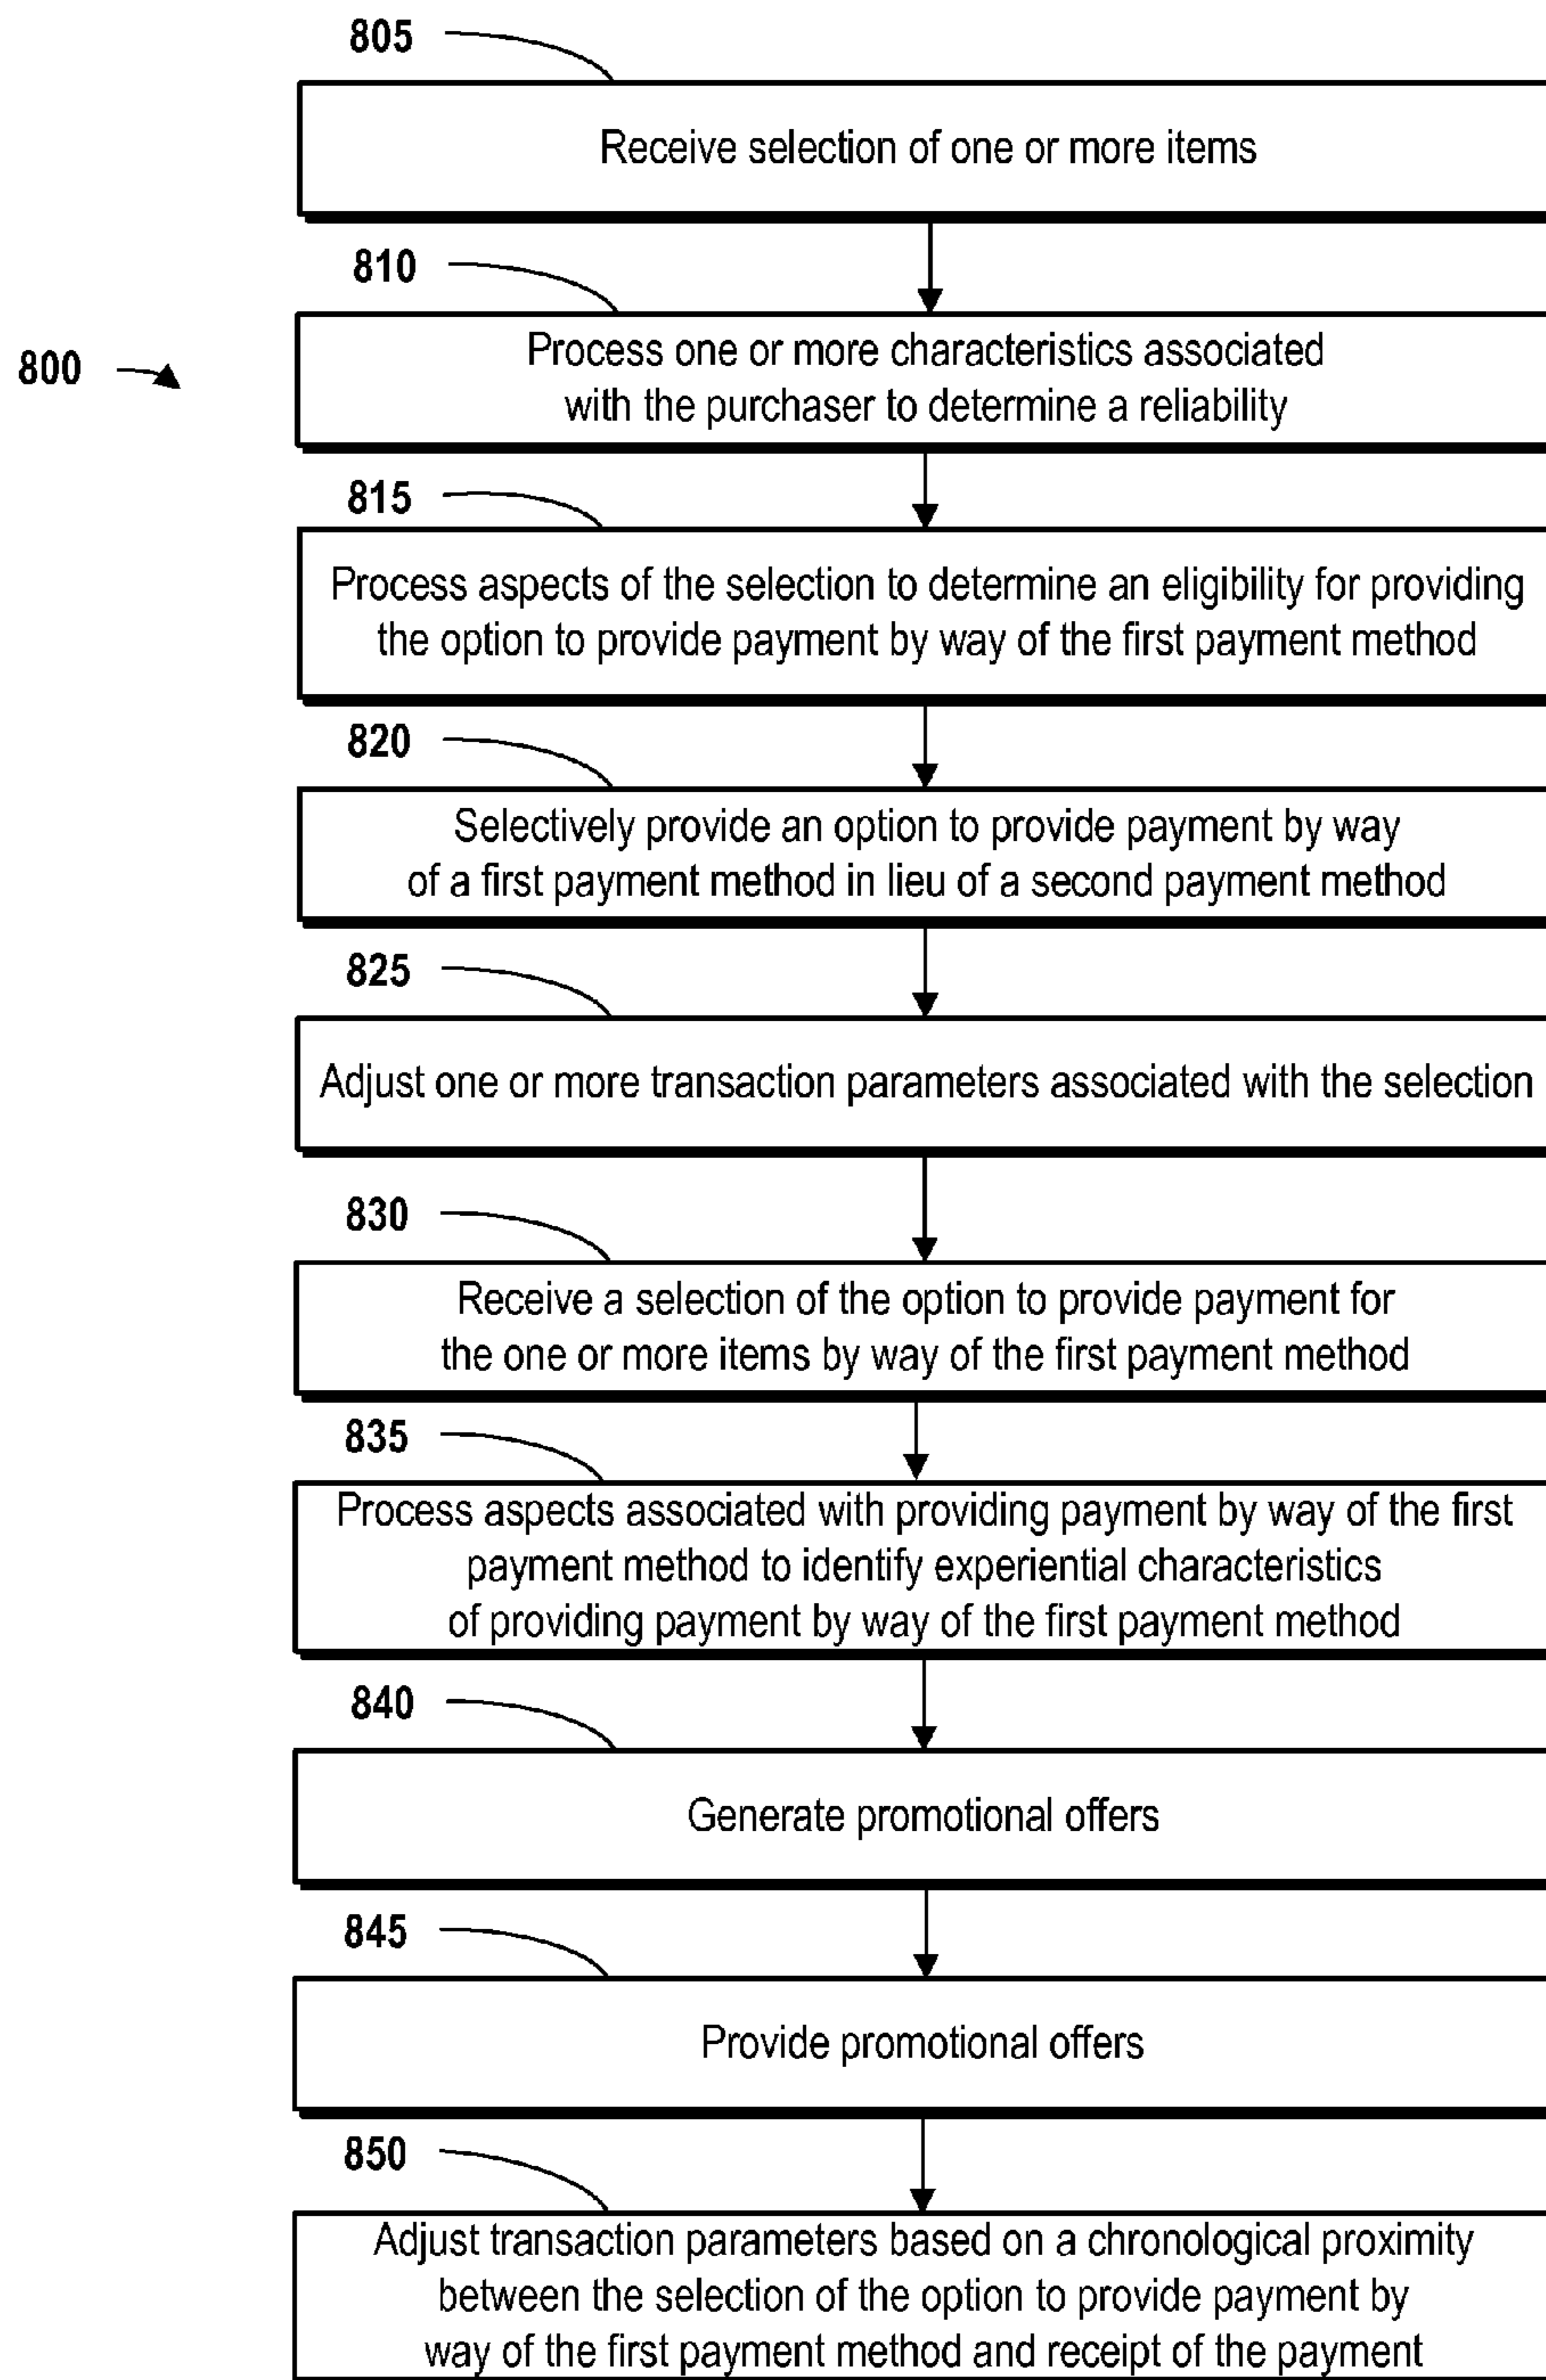 805
Receive selection of one or more items
810
800
Process one or more characteristics associated
with the purchaser to determine a reliability
815
Process aspects of the selection to determine an eligibility for providing
the option to provide payment by way of the first payment method
820
Selectively provide an option to provide payment by way
of a first payment method in lieu of a second payment method
825
Adjust one or more transaction parameters associated with the selection
830
Receive a selection of the option to provide payment for
the one or more items by way of the first payment method
835
Process aspects associated with providing payment by way of the first
payment method to identify experiential characteristics
of providing payment by way of the first payment method
840
Generate promotional offers
845
Provide promotional offers
850
Adjust transaction parameters based on a chronological proximity
between the selection of the option to provide payment by
way of the first payment method and receipt of the payment